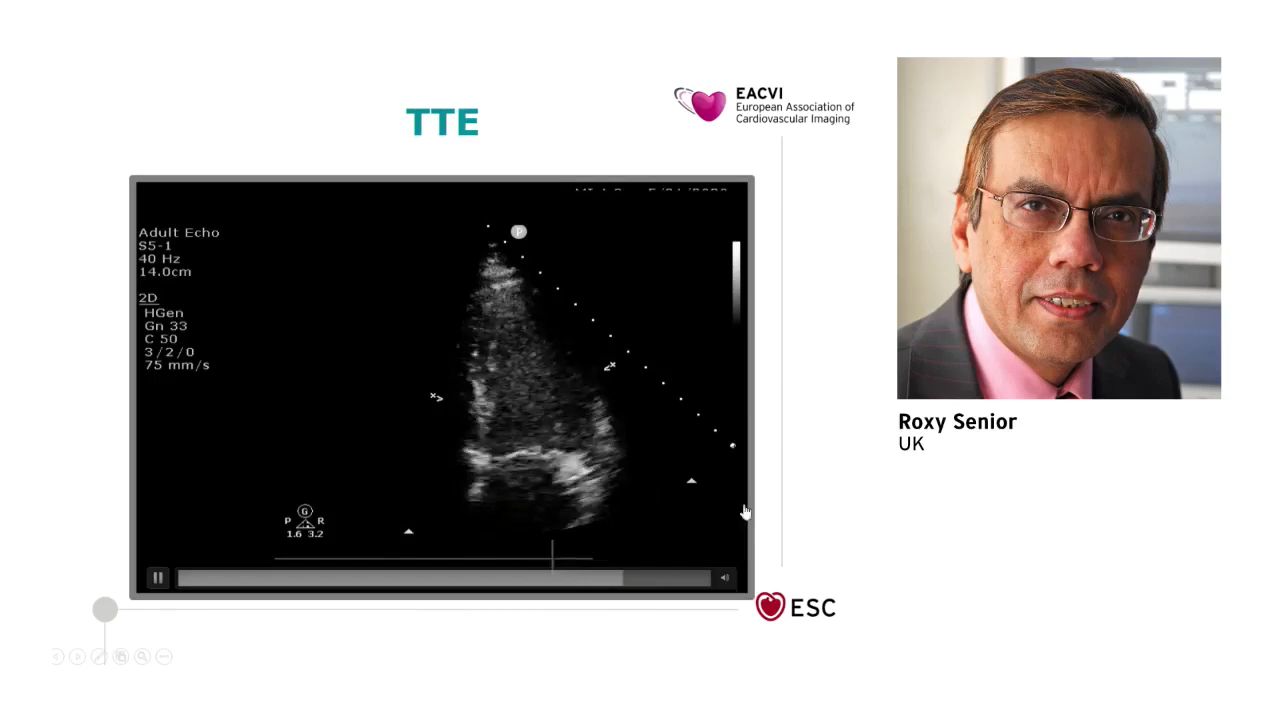 TTE
EACVI
European Association of
Cardiovascular Imaging
Adult Echo
S5-1
40 Hz
14.0cm
2D
HGen
Gn 33
C 50
3/2/0
75 mm/s
P
G
P R
1.6 3.2
ESC
Roxy Senior
UK